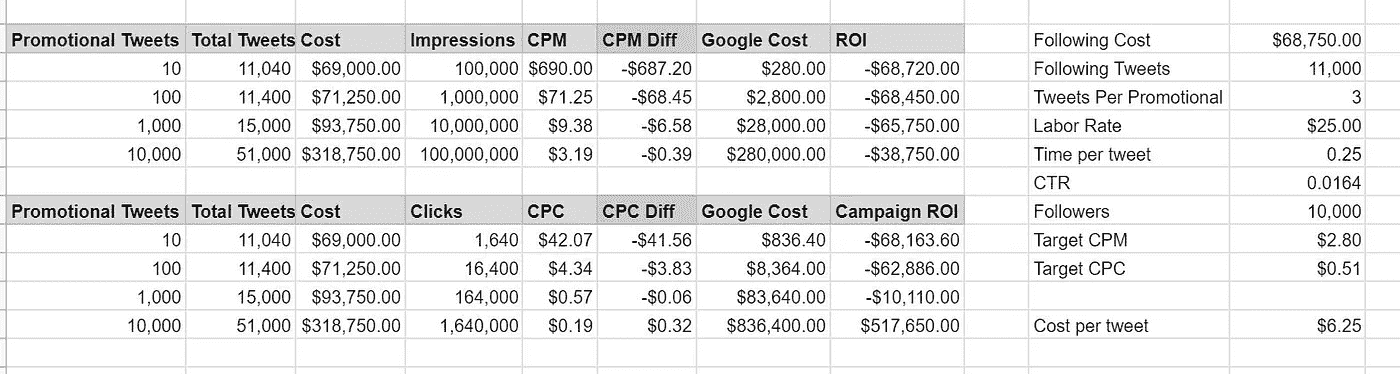 Promotional Tweets Total Tweets Cost Impressions CPM CPM Diff Google Cost ROI Following Cost $68,750.00
10 11,040 $69,000.00 100,000 $690.00 -$687.20 $280.00 -$68,720.00 Following Tweets 11,000
100 11,400 $71,250.00 1,000,000 $71.25 -$68.45 $2,800.00 -$68,450.00 Tweets Per Promotional 3
1,000 15,000 $93,750.00 10,000,000 $9.38 -$6.58 $28,000.00 -$65,750.00 Labor Rate $25.00
10,000 51,000 $318,750.00 100,000,000 $3.19 -$0.39 $280,000.00 -$38,750.00 Time per tweet 0.25
CTR 0.0164
Promotional Tweets Total Tweets Cost Clicks CPC CPC Diff Google Cost Campaign ROI Followers 10,000
10 11,040 $69,000.00 1,640 $42.07 -$41.56 $836.40 -$68,163.60 Target CPM $2.80
100 11,400 $71,250.00 16,400 $4.34 -$3.83 $8,364.00 -$62,886.00 Target CPC $0.51
1,000 15,000 $93,750.00 164,000 $0.57 -$0.06 $83,640.00 -$10,110.00
10,000 51,000 $318,750.00 1,640,000 $0.19 $0.32 $836,400.00 $517,650.00 Cost per tweet $6.25